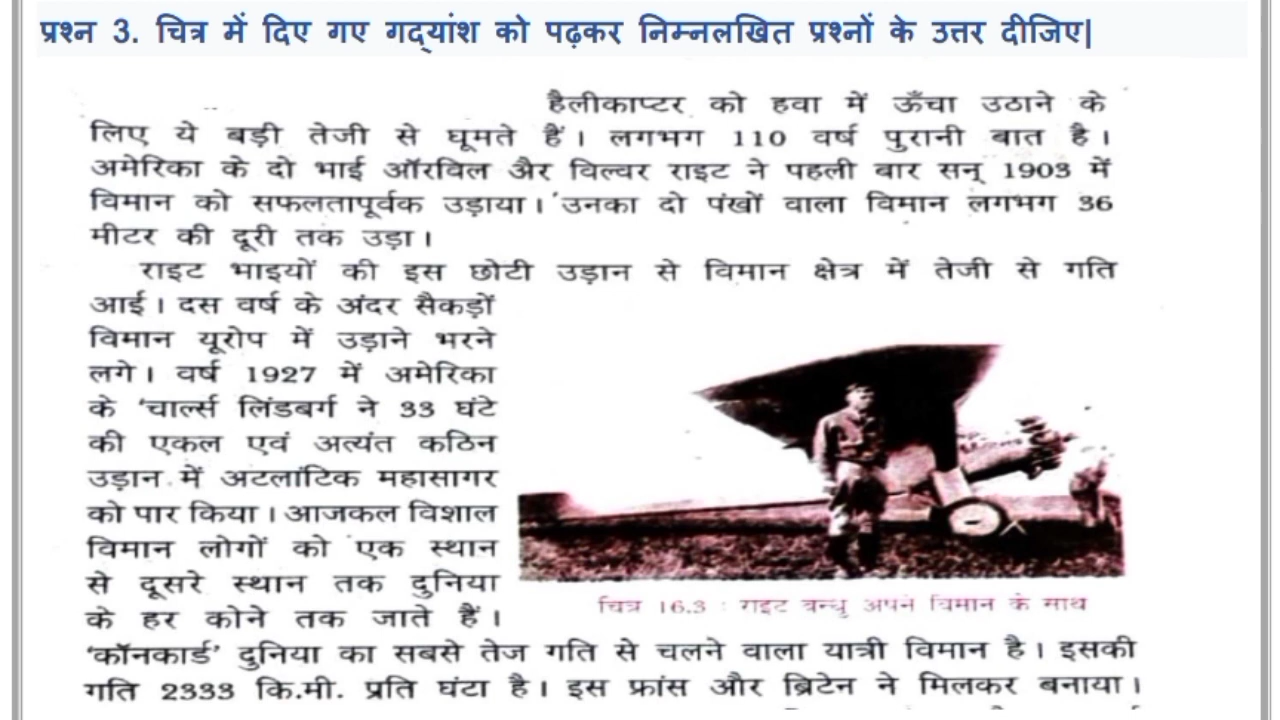 प्रश्न 3. चित्र में दिए गए गद्यांश को पढ़कर निम्नलखित प्रश्नों के उत्तर दीजिए|
हैलीकाप्टर को हवा में ऊँचा उठाने के
लिए ये बड़ी तेजी से घूमते हैं। लगभग 110 वर्ष पुरानी बात है।
अमेरिका के दो भाई ऑरविल और विल्वर राइट ने पहली बार सन् 1903 में
विमान को सफलतापूर्वक उड़ाया। उनका दो पंखों वाला विमान लगभग 36
मीटर की दूरी तक उड़ा।
राइट भाइयों की इस छोटी उड़ान से विमान क्षेत्र में तेजी से गति
आई। दस वर्ष के अंदर सैकड़ों
विमान यूरोप में उड़ाने भरने
लगे। वर्ष 1927 में अमेरिका
के 'चार्ल्स लिंडबर्ग ने 33 घंटे
की एकल एवं अत्यंत कठिन
उड़ान में अटलांटिक महासागर
को पार किया। आजकल विशाल
विमान लोगों को एक स्थान
से दूसरे स्थान तक दुनिया
के हर कोने तक जाते हैं।
चित्र 16.3 : राइट बन्धु अपने विमान के साथ
'कॉनकार्ड' दुनिया का सबसे तेज गति से चलने वाला यात्री विमान है। इसकी
गति 2333 कि.मी. प्रति घंटा है। इस फ्रांस और ब्रिटेन ने मिलकर बनाया।